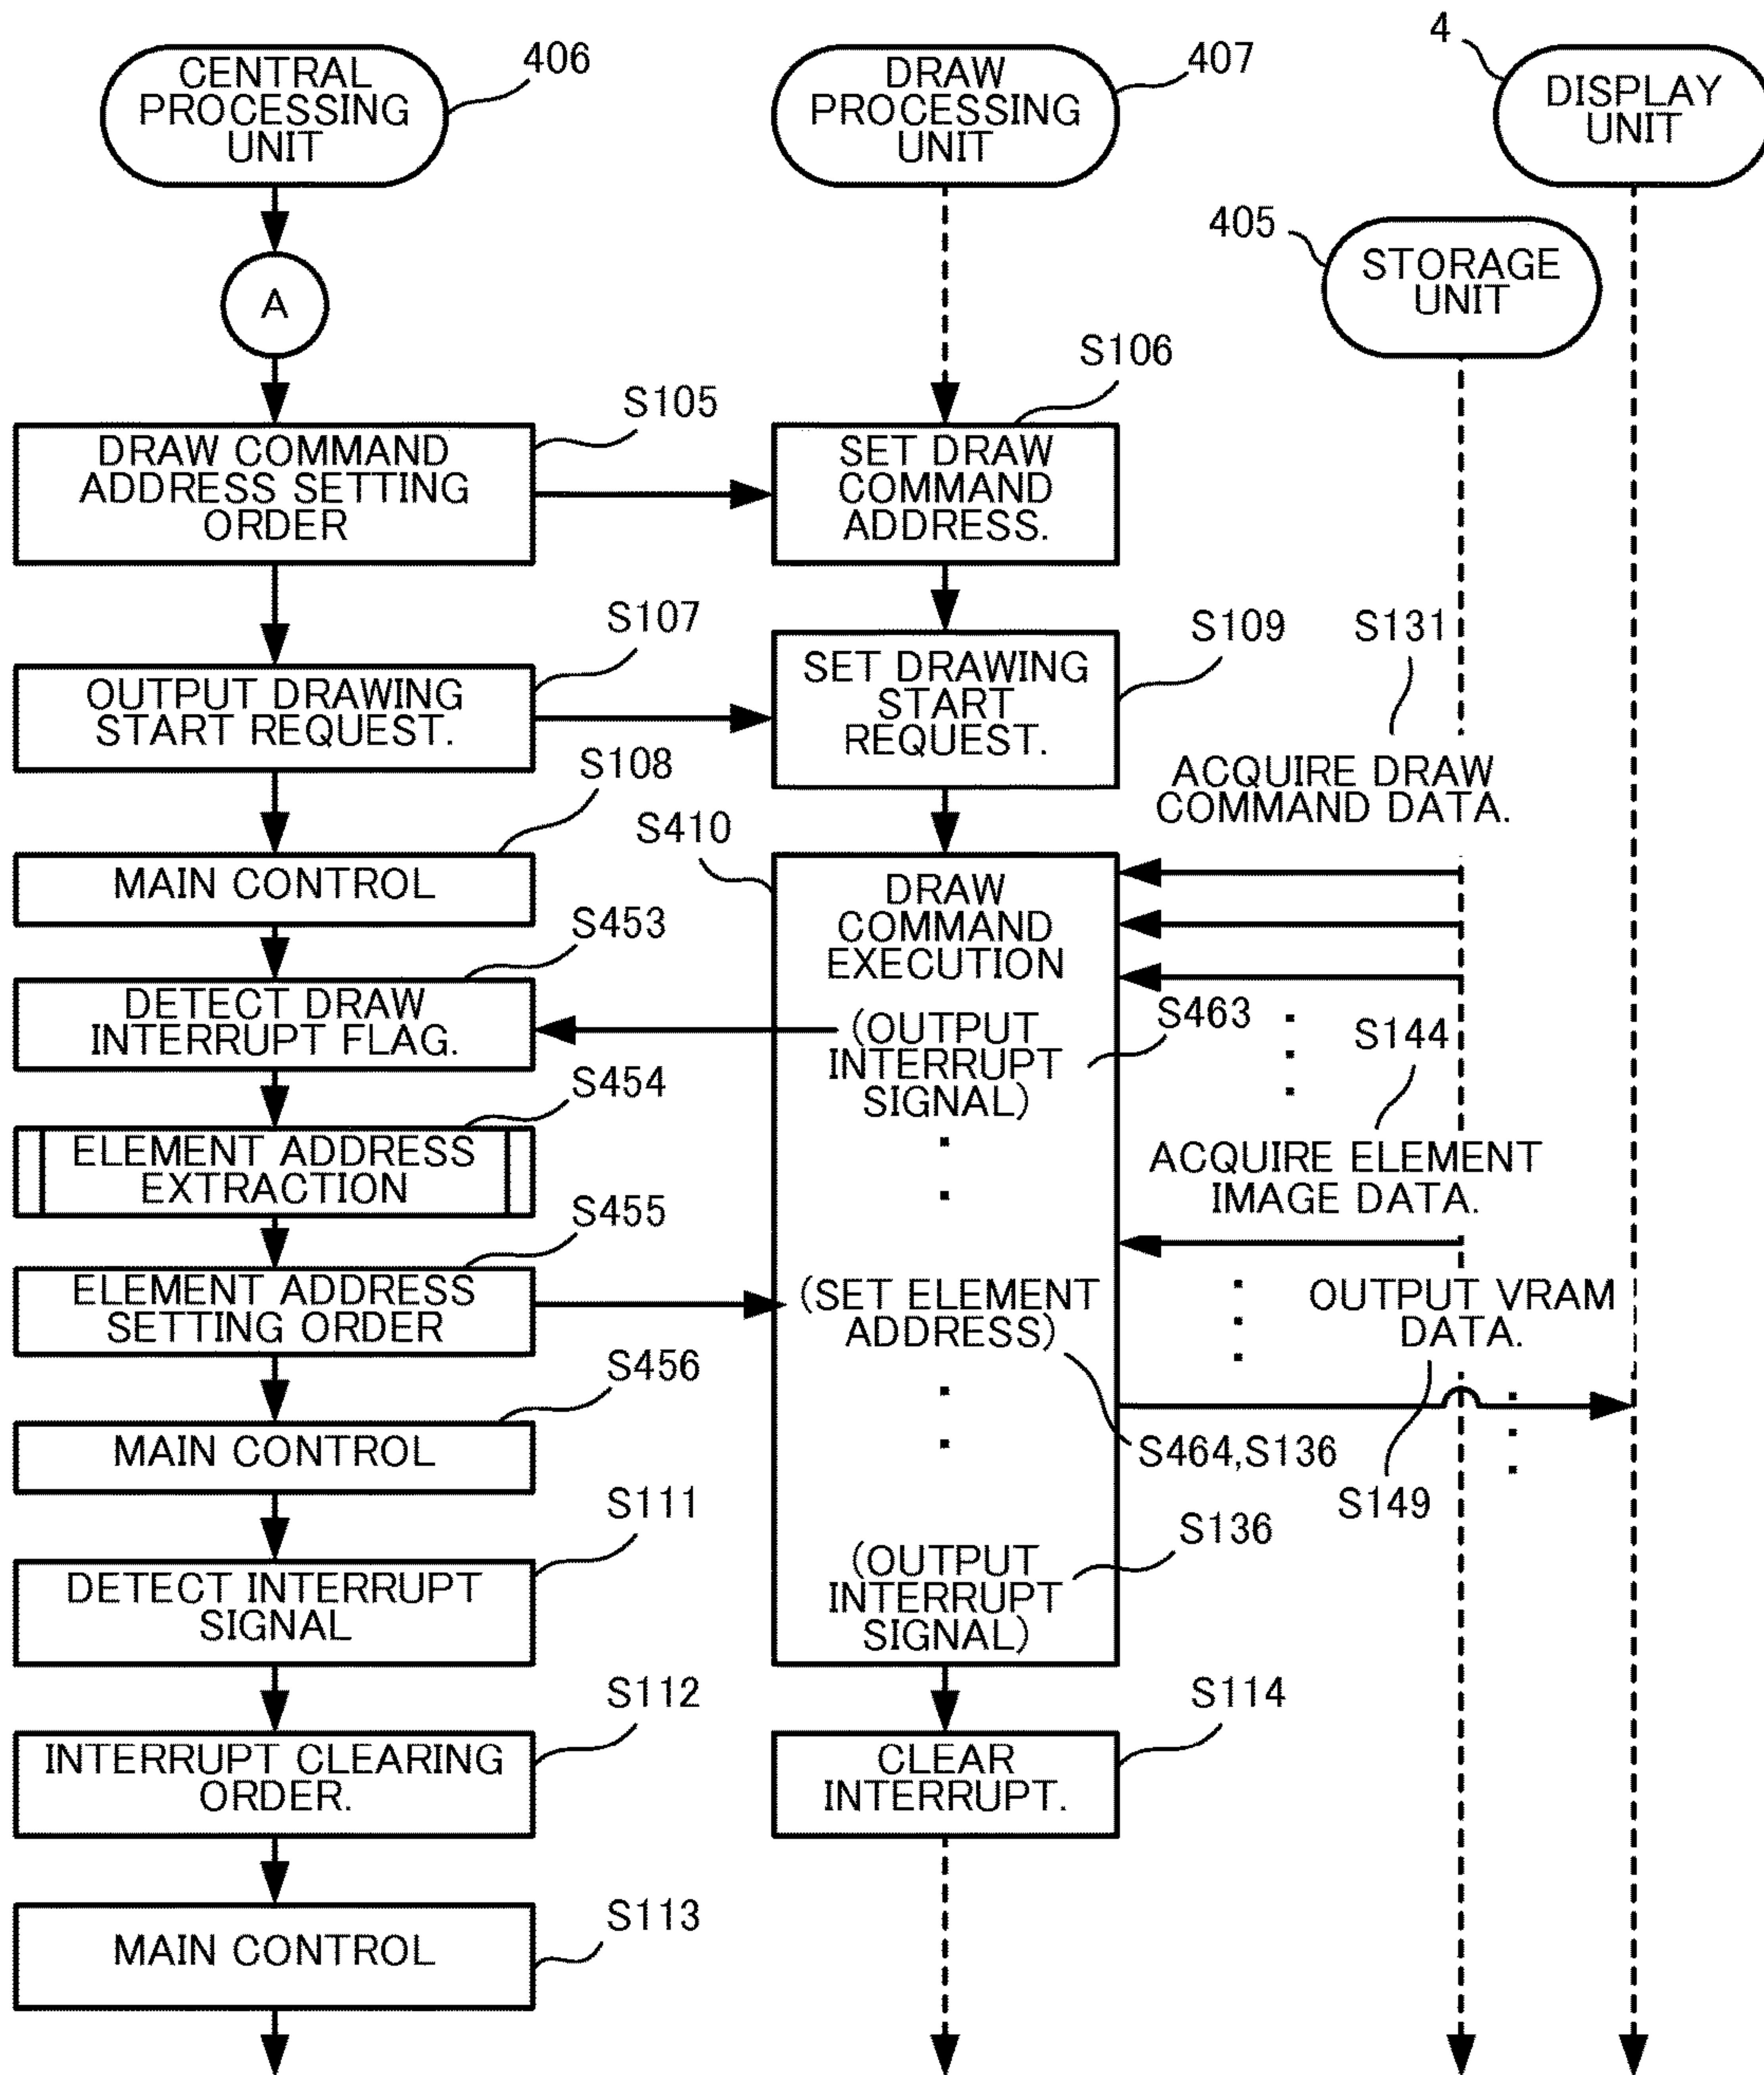 CENTRAL
PROCESSING
UNIT
406
DRAW
PROCESSING
UNIT
407
4
DISPLAY
UNIT
405
STORAGE
UNIT
A
S105
DRAW COMMAND
ADDRESS SETTING
ORDER
S106
SET DRAW
COMMAND
ADDRESS.
S107
OUTPUT DRAWING
START REQUEST.
S109
SET DRAWING
START
REQUEST.
S131
ACQUIRE DRAW
COMMAND DATA.
S108
MAIN CONTROL
S410
DRAW
COMMAND
EXECUTION
S453
DETECT DRAW
INTERRUPT FLAG.
(OUTPUT
INTERRUPT
SIGNAL)
S463
S144
ACQUIRE ELEMENT
IMAGE DATA.
S454
ELEMENT ADDRESS
EXTRACTION
S455
ELEMENT ADDRESS
SETTING ORDER
(SET ELEMENT
ADDRESS)
S464,S136
OUTPUT VRAM
DATA.
S149
S456
MAIN CONTROL
S111
DETECT INTERRUPT
SIGNAL
(OUTPUT
INTERRUPT
SIGNAL)
S136
S112
INTERRUPT CLEARING
ORDER.
S114
CLEAR
INTERRUPT.
S113
MAIN CONTROL